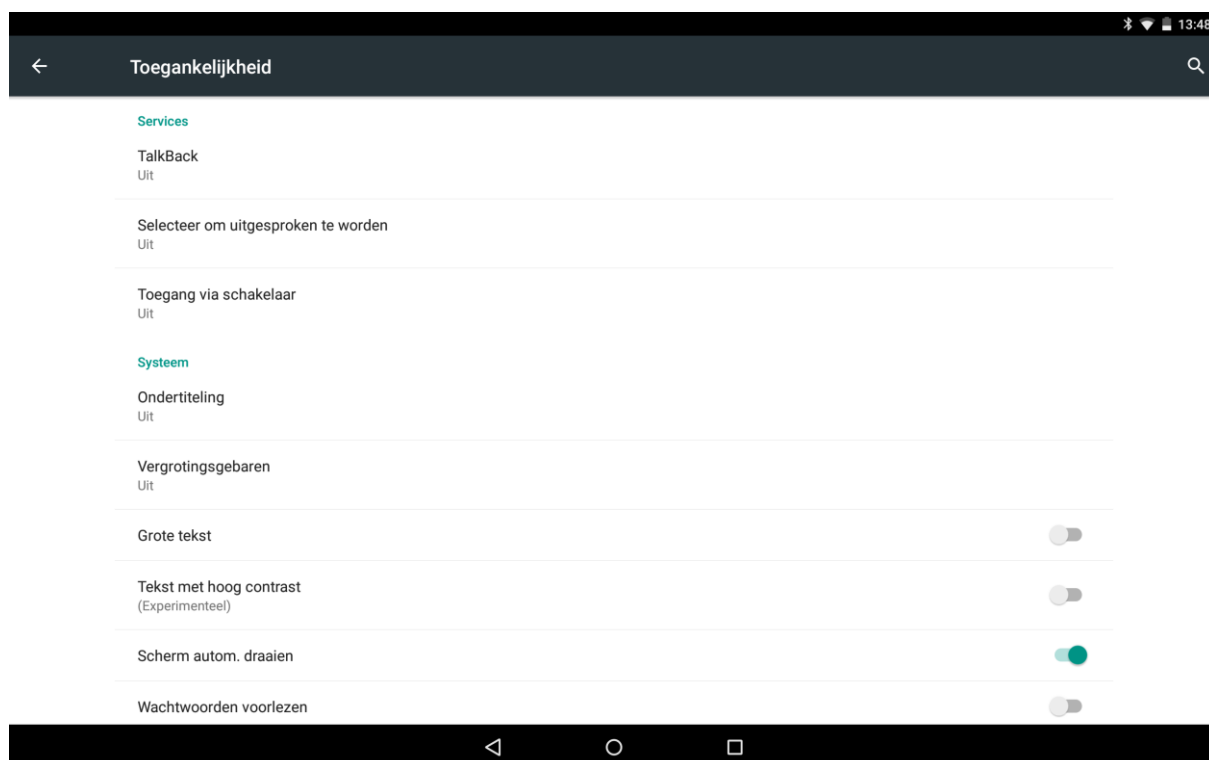 13:48
Toegankelijkheid
Services
TalkBack
Uit
Selecteer om uitgesproken te worden
Uit
Toegang via schakelaar
Uit
Systeem
Ondertiteling
Uit
Vergrotingsgebaren
Uit
Grote tekst
Tekst met hoog contrast
(Experimenteel)
Scherm autom. draaien
Wachtwoorden voorlezen